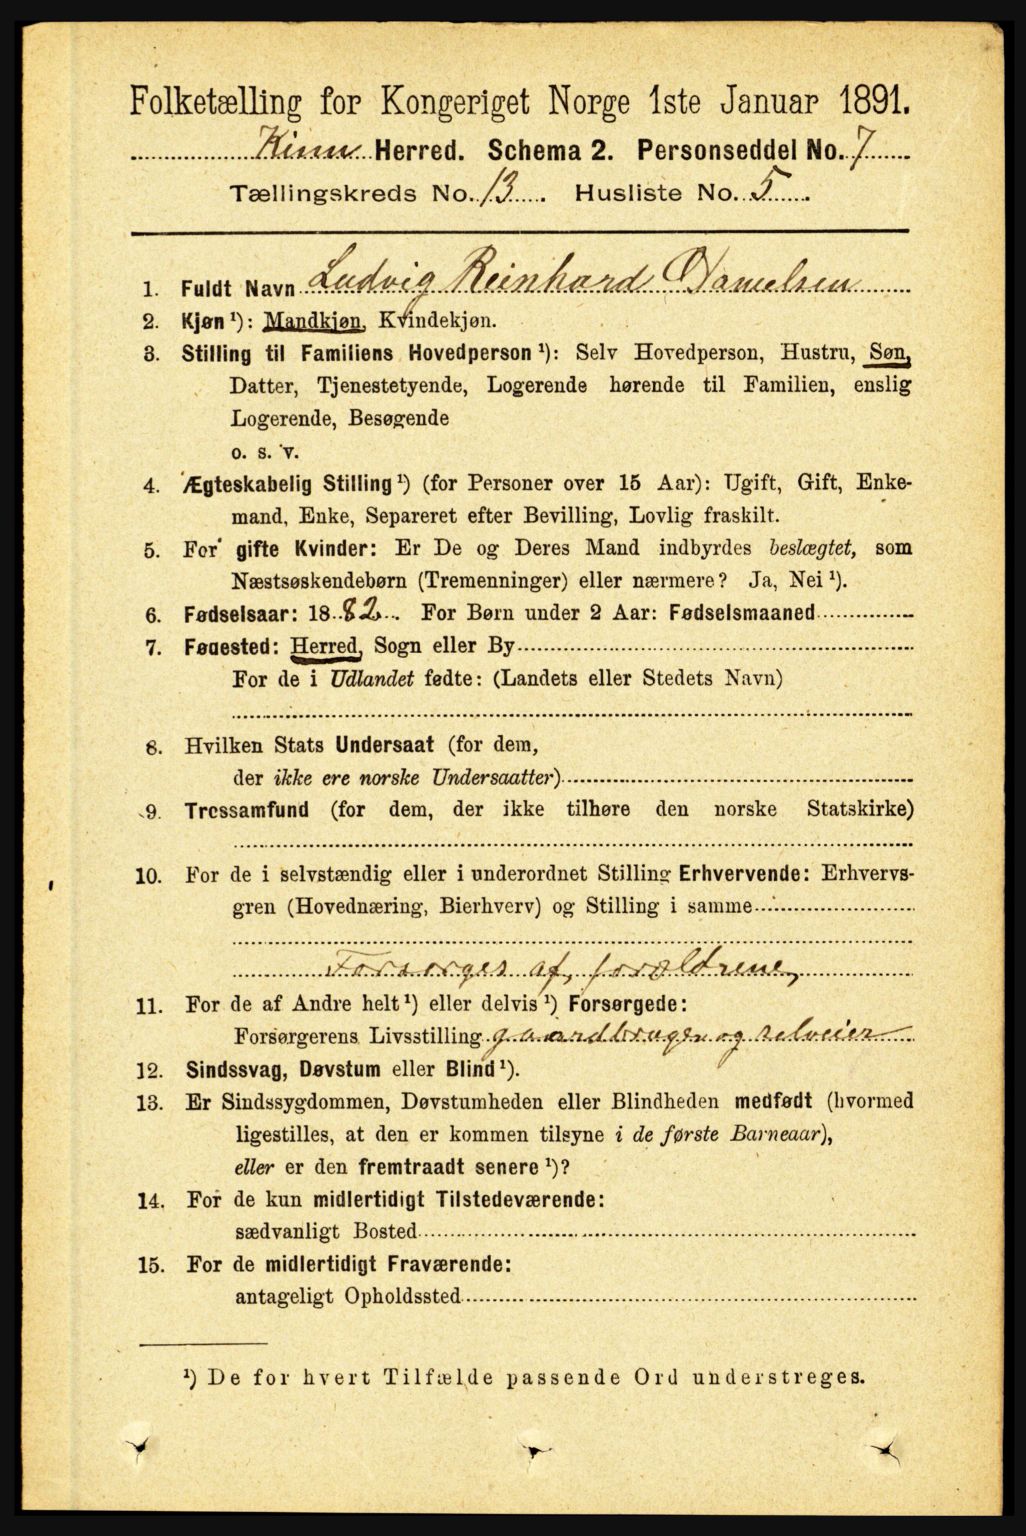 Folketælling for Kongeriget Norge 1ste Januar 1891.
Kinn Herred. Schema 2. Personseddel No. 7
Tællingskreds No. 13. Husliste No. 5.
1. Fuldt Navn Ludvig Reinhard Danielsen
2. Kjøn ¹): Mandkjøn, Kvindekjøn.
3. Stilling til Familiens Hovedperson ¹): Selv Hovedperson, Hustru, Søn,
Datter, Tjenestetyende, Logerende hørende til Familien, enslig
Logerende, Besøgende
o. s. v.
4. Ægteskabelig Stilling ¹) (for Personer over 15 Aar): Ugift, Gift, Enke-
mand, Enke, Separeret efter Bevilling, Lovlig fraskilt.
5. For gifte Kvinder: Er De og Deres Mand indbyrdes beslægtet, som
Næstsøskendebørn (Tremenninger) eller nærmere? Ja, Nei ¹).
6. Fødselsaar: 1882. For Børn under 2 Aar: Fødselsmaaned
7. Fødested: Herred, Sogn eller By
For de i Udlandet fødte: (Landets eller Stedets Navn)
8. Hvilken Stats Undersaat (for dem,
der ikke ere norske Undersaatter)
9. Trossamfund (for dem, der ikke tilhøre den norske Statskirke)
10. For de i selvstændig eller i underordnet Stilling Erhvervende: Erhvervs-
gren (Hovednæring, Bierhverv) og Stilling i samme
Forsørges af, forældrene,
11. For de af Andre helt ¹) eller delvis ¹) Forsørgede:
Forsørgerens Livsstilling gaardbruger og selveier
12. Sindssvag, Døvstum eller Blind ¹).
13. Er Sindssygdommen, Døvstumheden eller Blindheden medfødt (hvormed
ligestilles, at den er kommen tilsyne i de første Barneaar),
eller er den fremtraadt senere ¹)?
14. For de kun midlertidigt Tilstedeværende:
sædvanligt Bosted
15. For de midlertidigt Fraværende:
antageligt Opholdssted
¹) De for hvert Tilfælde passende Ord understreges.